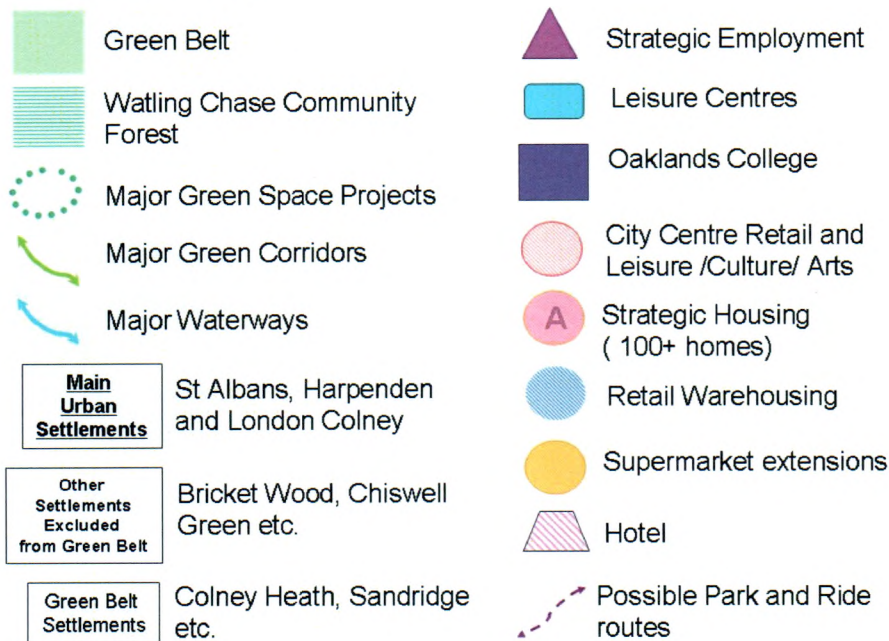 Green Belt
Watling Chase Community
Forest
Major Green Space Projects
Major Green Corridors
Major Waterways
Main
Urban
Settlements
St Albans, Harpenden
and London Colney
Other
Settlements
Excluded
from Green Belt
Bricket Wood, Chiswell
Green etc.
Green Belt
Settlements
Colney Heath, Sandridge
etc.
Strategic Employment
Leisure Centres
Oaklands College
City Centre Retail and
Leisure /Culture/ Arts
A
Strategic Housing
( 100+ homes)
Retail Warehousing
Supermarket extensions
Hotel
Possible Park and Ride
routes